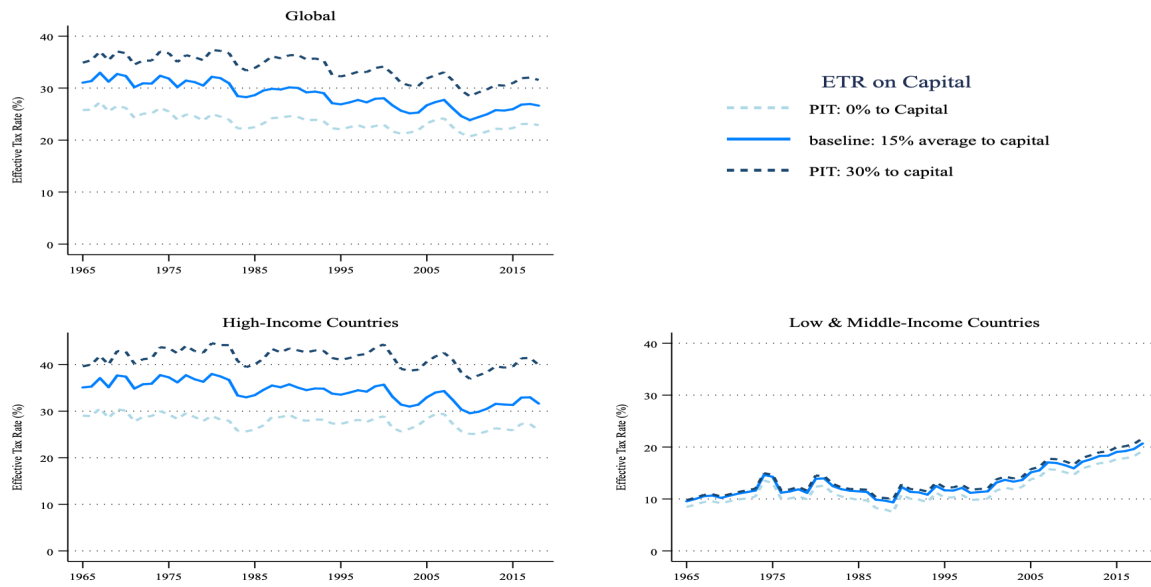 Global
Effective Tax Rate (%)
40
30
20
10
0
1965 1975 1985 1995 2005 2015
ETR on Capital
PIT: 0% to Capital
baseline: 15% average to capital
PIT: 30% to capital
High-Income Countries
Effective Tax Rate (%)
40
30
20
10
0
1965 1975 1985 1995 2005 2015
Low & Middle-Income Countries
Effective Tax Rate (%)
40
30
20
10
0
1965 1975 1985 1995 2005 2015